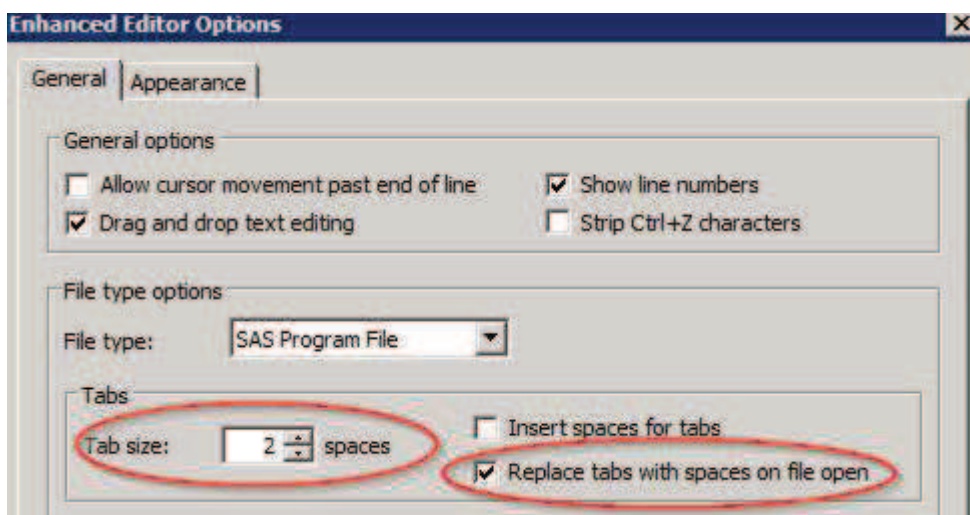 Enhanced Editor Options
General
Appearance
General options
Allow cursor movement past end of line
Show line numbers
Drag and drop text editing
Strip Ctrl+Z characters
File type options
File type:
SAS Program File
Tabs
Tab size:
2
spaces
Insert spaces for tabs
Replace tabs with spaces on file open